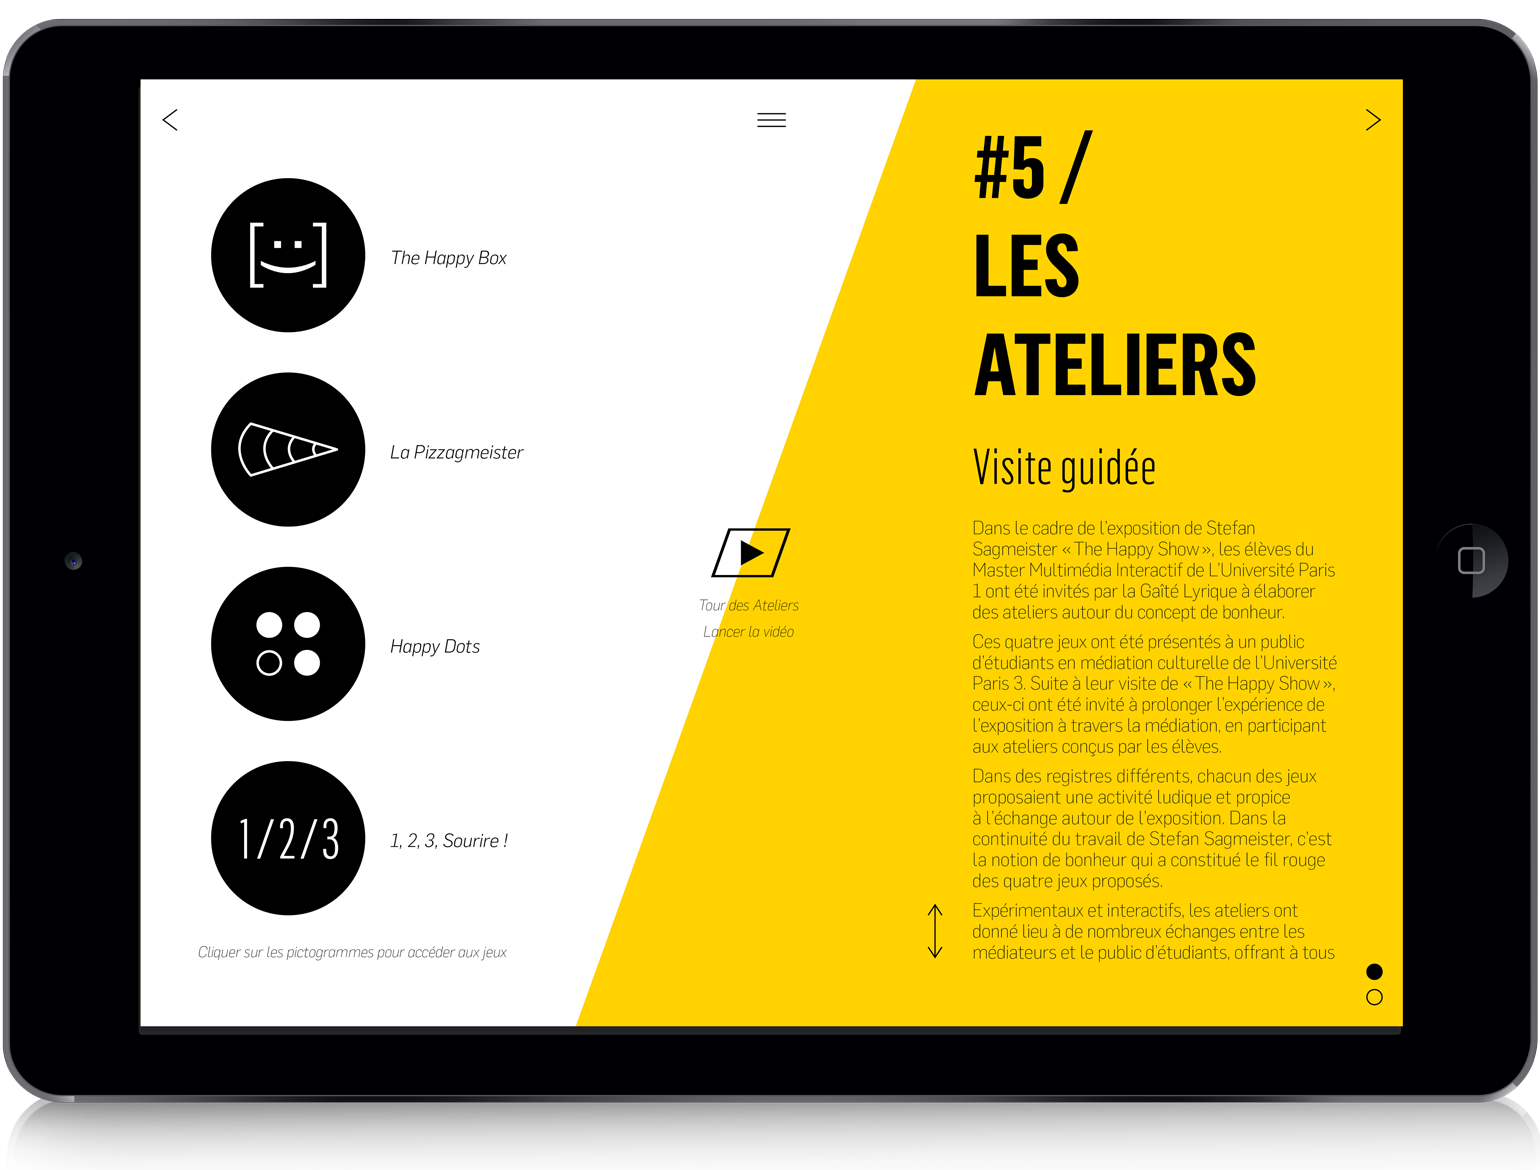 The Happy Box
La Pizzagmeister
Happy Dots
1/2/3
1, 2, 3, Sourire !
Cliquer sur les pictogrammes pour accéder aux jeux
Tour des Ateliers
Lancer la vidéo
#5 /
LES
ATELIERS
Visite guidée
Dans le cadre de l'exposition de Stefan
Sagmeister « The Happy Show », les élèves du
Master Multimédia Interactif de L'Université Paris
1 ont été invités par la Gaîté Lyrique à élaborer
des ateliers autour du concept de bonheur.
Ces quatre jeux ont été présentés à un public
d'étudiants en médiation culturelle de l'Université
Paris 3. Suite à leur visite de « The Happy Show »,
ceux-ci ont été invité à prolonger l'expérience de
l'exposition à travers la médiation, en participant
aux ateliers conçus par les élèves.
Dans des registres différents, chacun des jeux
proposaient une activité ludique et propice
à l'échange autour de l'exposition. Dans la
continuité du travail de Stefan Sagmeister, c'est
la notion de bonheur qui a constitué le fil rouge
des quatre jeux proposés.
Expérimentaux et interactifs, les ateliers ont
donné lieu à de nombreux échanges entre les
médiateurs et le public d'étudiants, offrant à tous